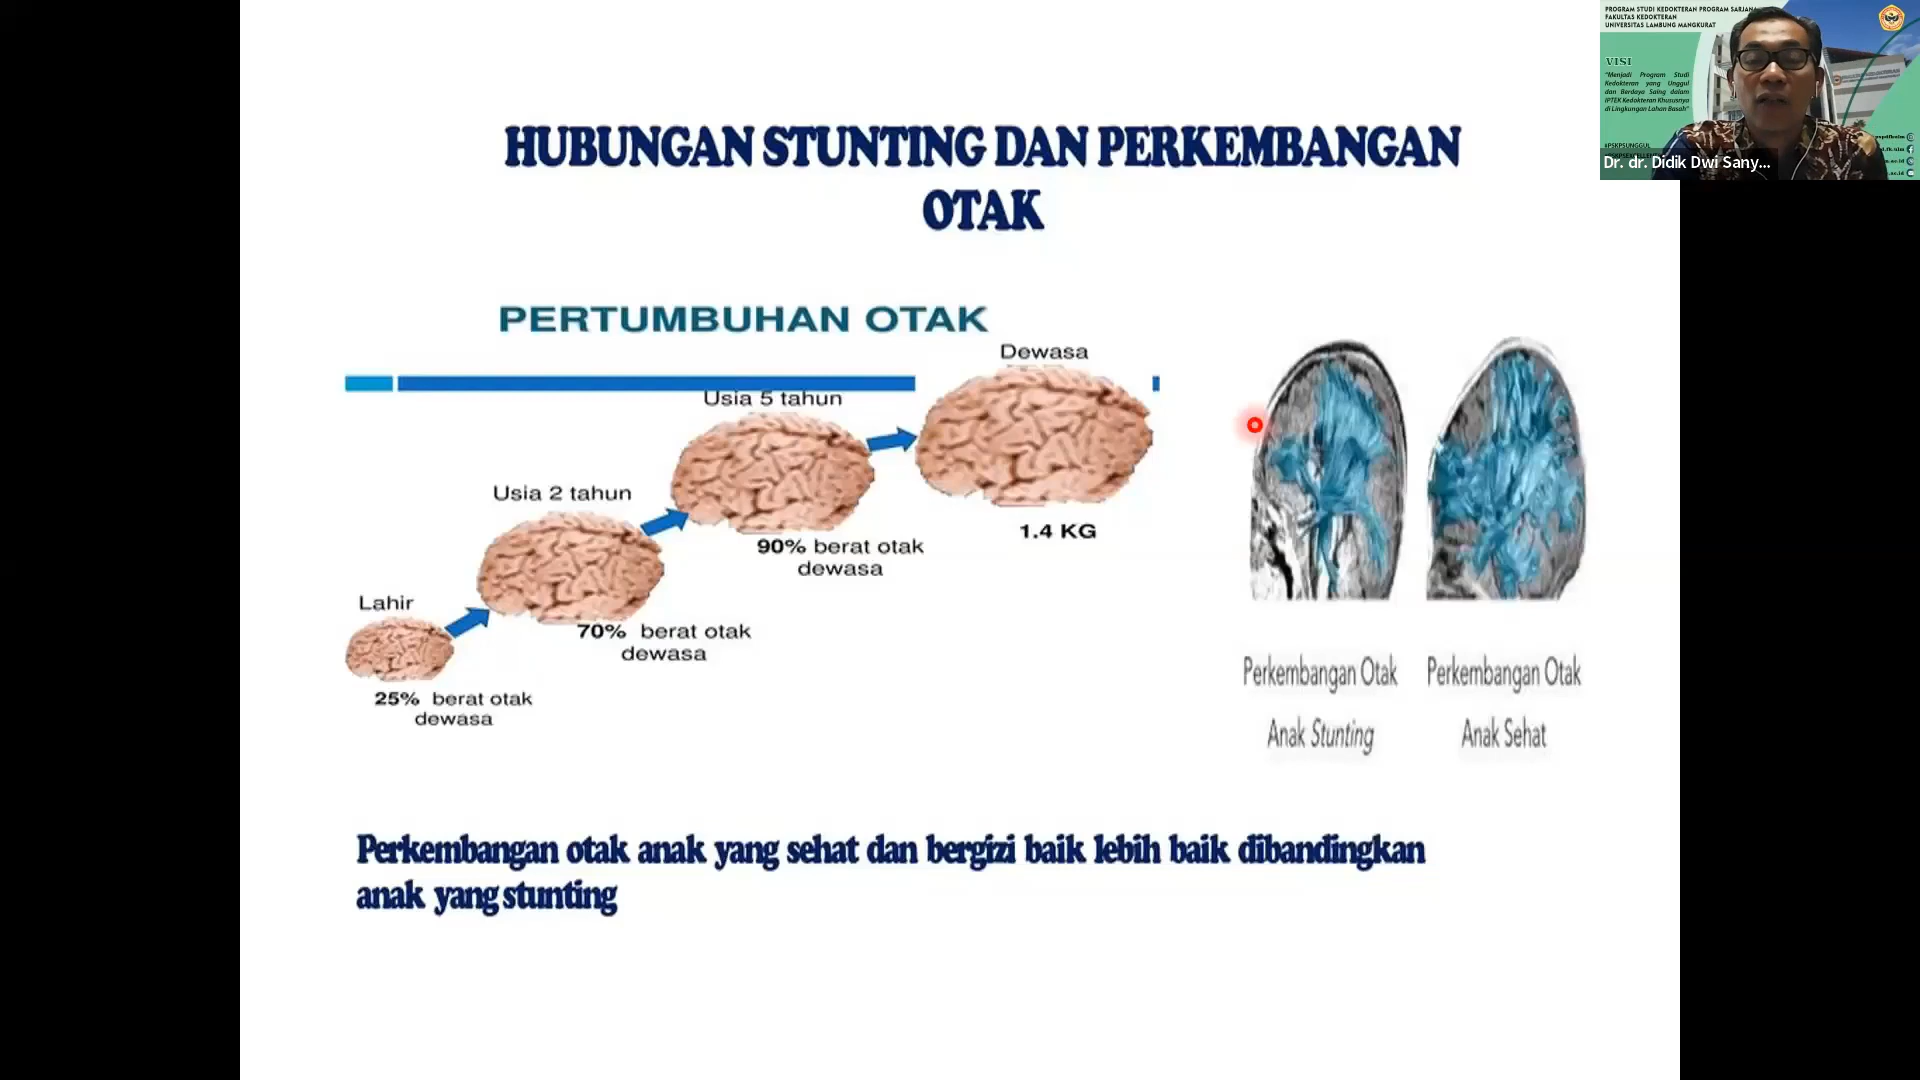 HUBUNGAN STUNTING DAN PERKEMBANGAN
OTAK
PERTUMBUHAN OTAK
Dewasa
1.4 KG
Usia 5 tahun
90% berat otak
dewasa
Usia 2 tahun
70% berat otak
dewasa
Lahir
25% berat otak
dewasa
Perkembangan Otak
Anak Stunting
Perkembangan Otak
Anak Sehat
Perkembangan otak anak yang sehat dan bergizi baik lebih baik dibandingkan
anak yang stunting
PROGRAM STUDI KEDOKTERAN PROGRAM SARJANA
FAKULTAS KEDOKTERAN
UNIVERSITAS LAMBUNG MANGKURAT
VISI
"Menjadi Program Studi
Kedokteran yang Unggul
dan Berdaya Saing dalam
IPTEK Kedokteran Khususnya
di Lingkungan Lahan Basah"
#PSKPSUNGGUL
Dr. dr. Didik Dwi Sany...